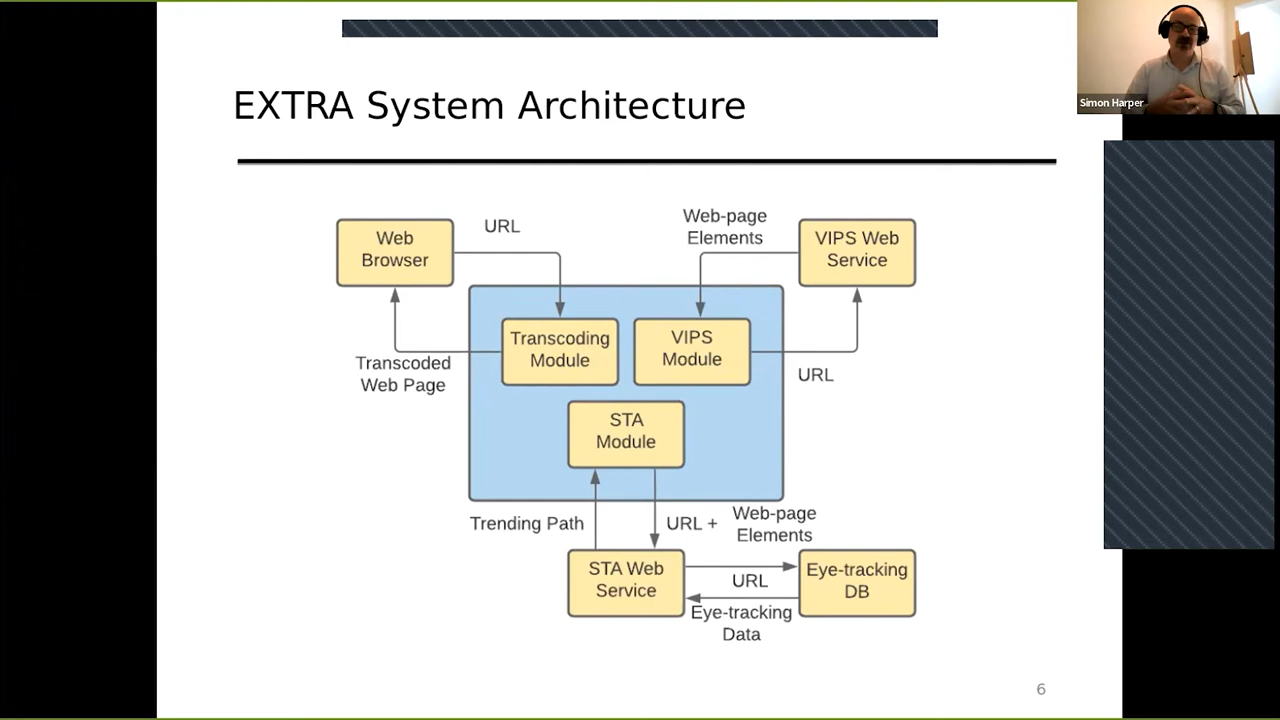 EXTRA System Architecture
Simon Harper
Web
Browser
URL
Web-page
Elements
VIPS Web
Service
Transcoding
Module
VIPS
Module
Transcoded
Web Page
URL
STA
Module
Trending Path
URL +
Web-page
Elements
STA Web
Service
URL
Eye-tracking
DB
Eye-tracking
Data
6